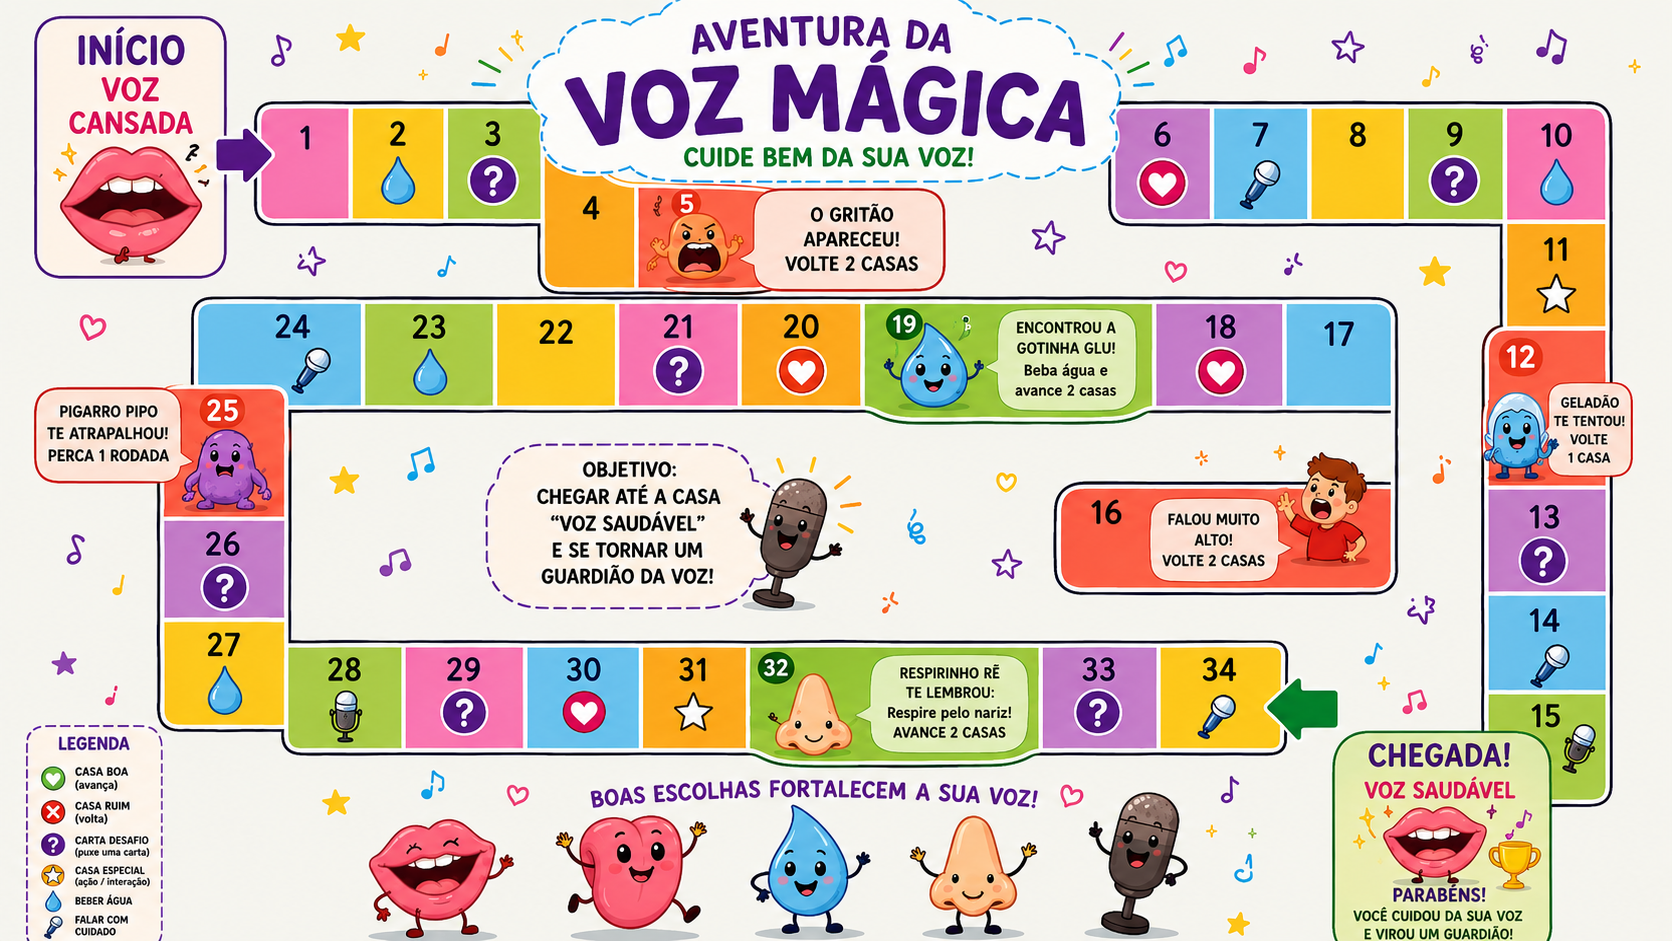 INÍCIO
VOZ
CANSADA
AVENTURA DA
VOZ MÁGICA
CUIDE BEM DA SUA VOZ!
1
2
3
?
4
5
O GRITÃO
APARECEU!
VOLTE 2 CASAS
6
7
8
9
?
10
11
12
GELADÃO
TE TENTOU!
VOLTE
1 CASA
13
?
14
15
16
FALOU MUITO
ALTO!
VOLTE 2 CASAS
17
18
19
ENCONTROU A
GOTINHA GLU!
Beba água e
avance 2 casas
20
21
?
22
23
24
25
PIGARRO PIPO
TE ATRAPALHOU!
PERCA 1 RODADA
26
?
27
28
29
?
30
31
32
RESPIRINHO RÊ
TE LEMBROU:
Respire pelo nariz!
AVANCE 2 CASAS
33
?
34
OBJETIVO:
CHEGAR ATÉ A CASA
“VOZ SAUDÁVEL”
E SE TORNAR UM
GUARDIÃO DA VOZ!
LEGENDA
CASA BOA
(avança)
CASA RUIM
(volta)
?
CARTA DESAFIO
(puxe uma carta)
CASA ESPECIAL
(ação / interação)
BEBER ÁGUA
FALAR COM
CUIDADO
BOAS ESCOLHAS FORTALECEM A SUA VOZ!
CHEGADA!
VOZ SAUDÁVEL
PARABÉNS!
VOCÊ CUIDOU DA SUA VOZ
E VIROU UM GUARDIÃO!